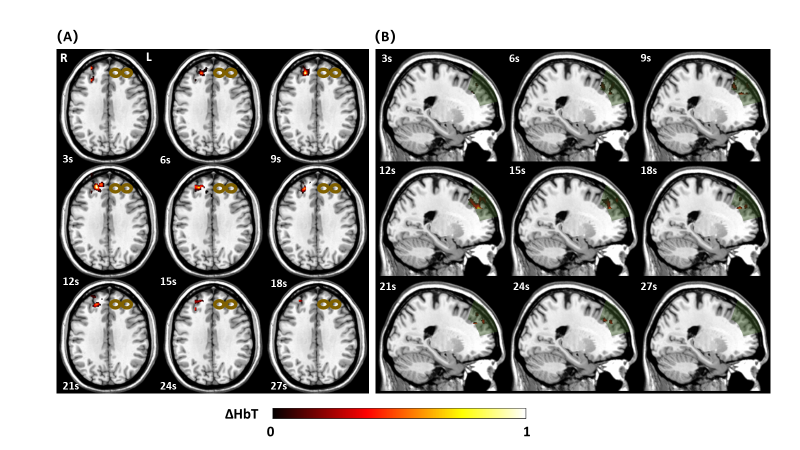 (A) (B)
R L 3s 6s 9s
3s 6s 9s
12s 15s 18s
12s 15s 18s
21s 24s 27s
21s 24s 27s
ΔHbT
0 1